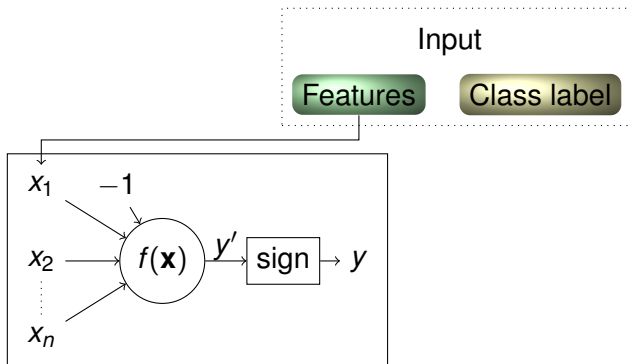 Input
Features Class label
x₁ −1
x₂ f(𝐱) y′ sign y
xₙ